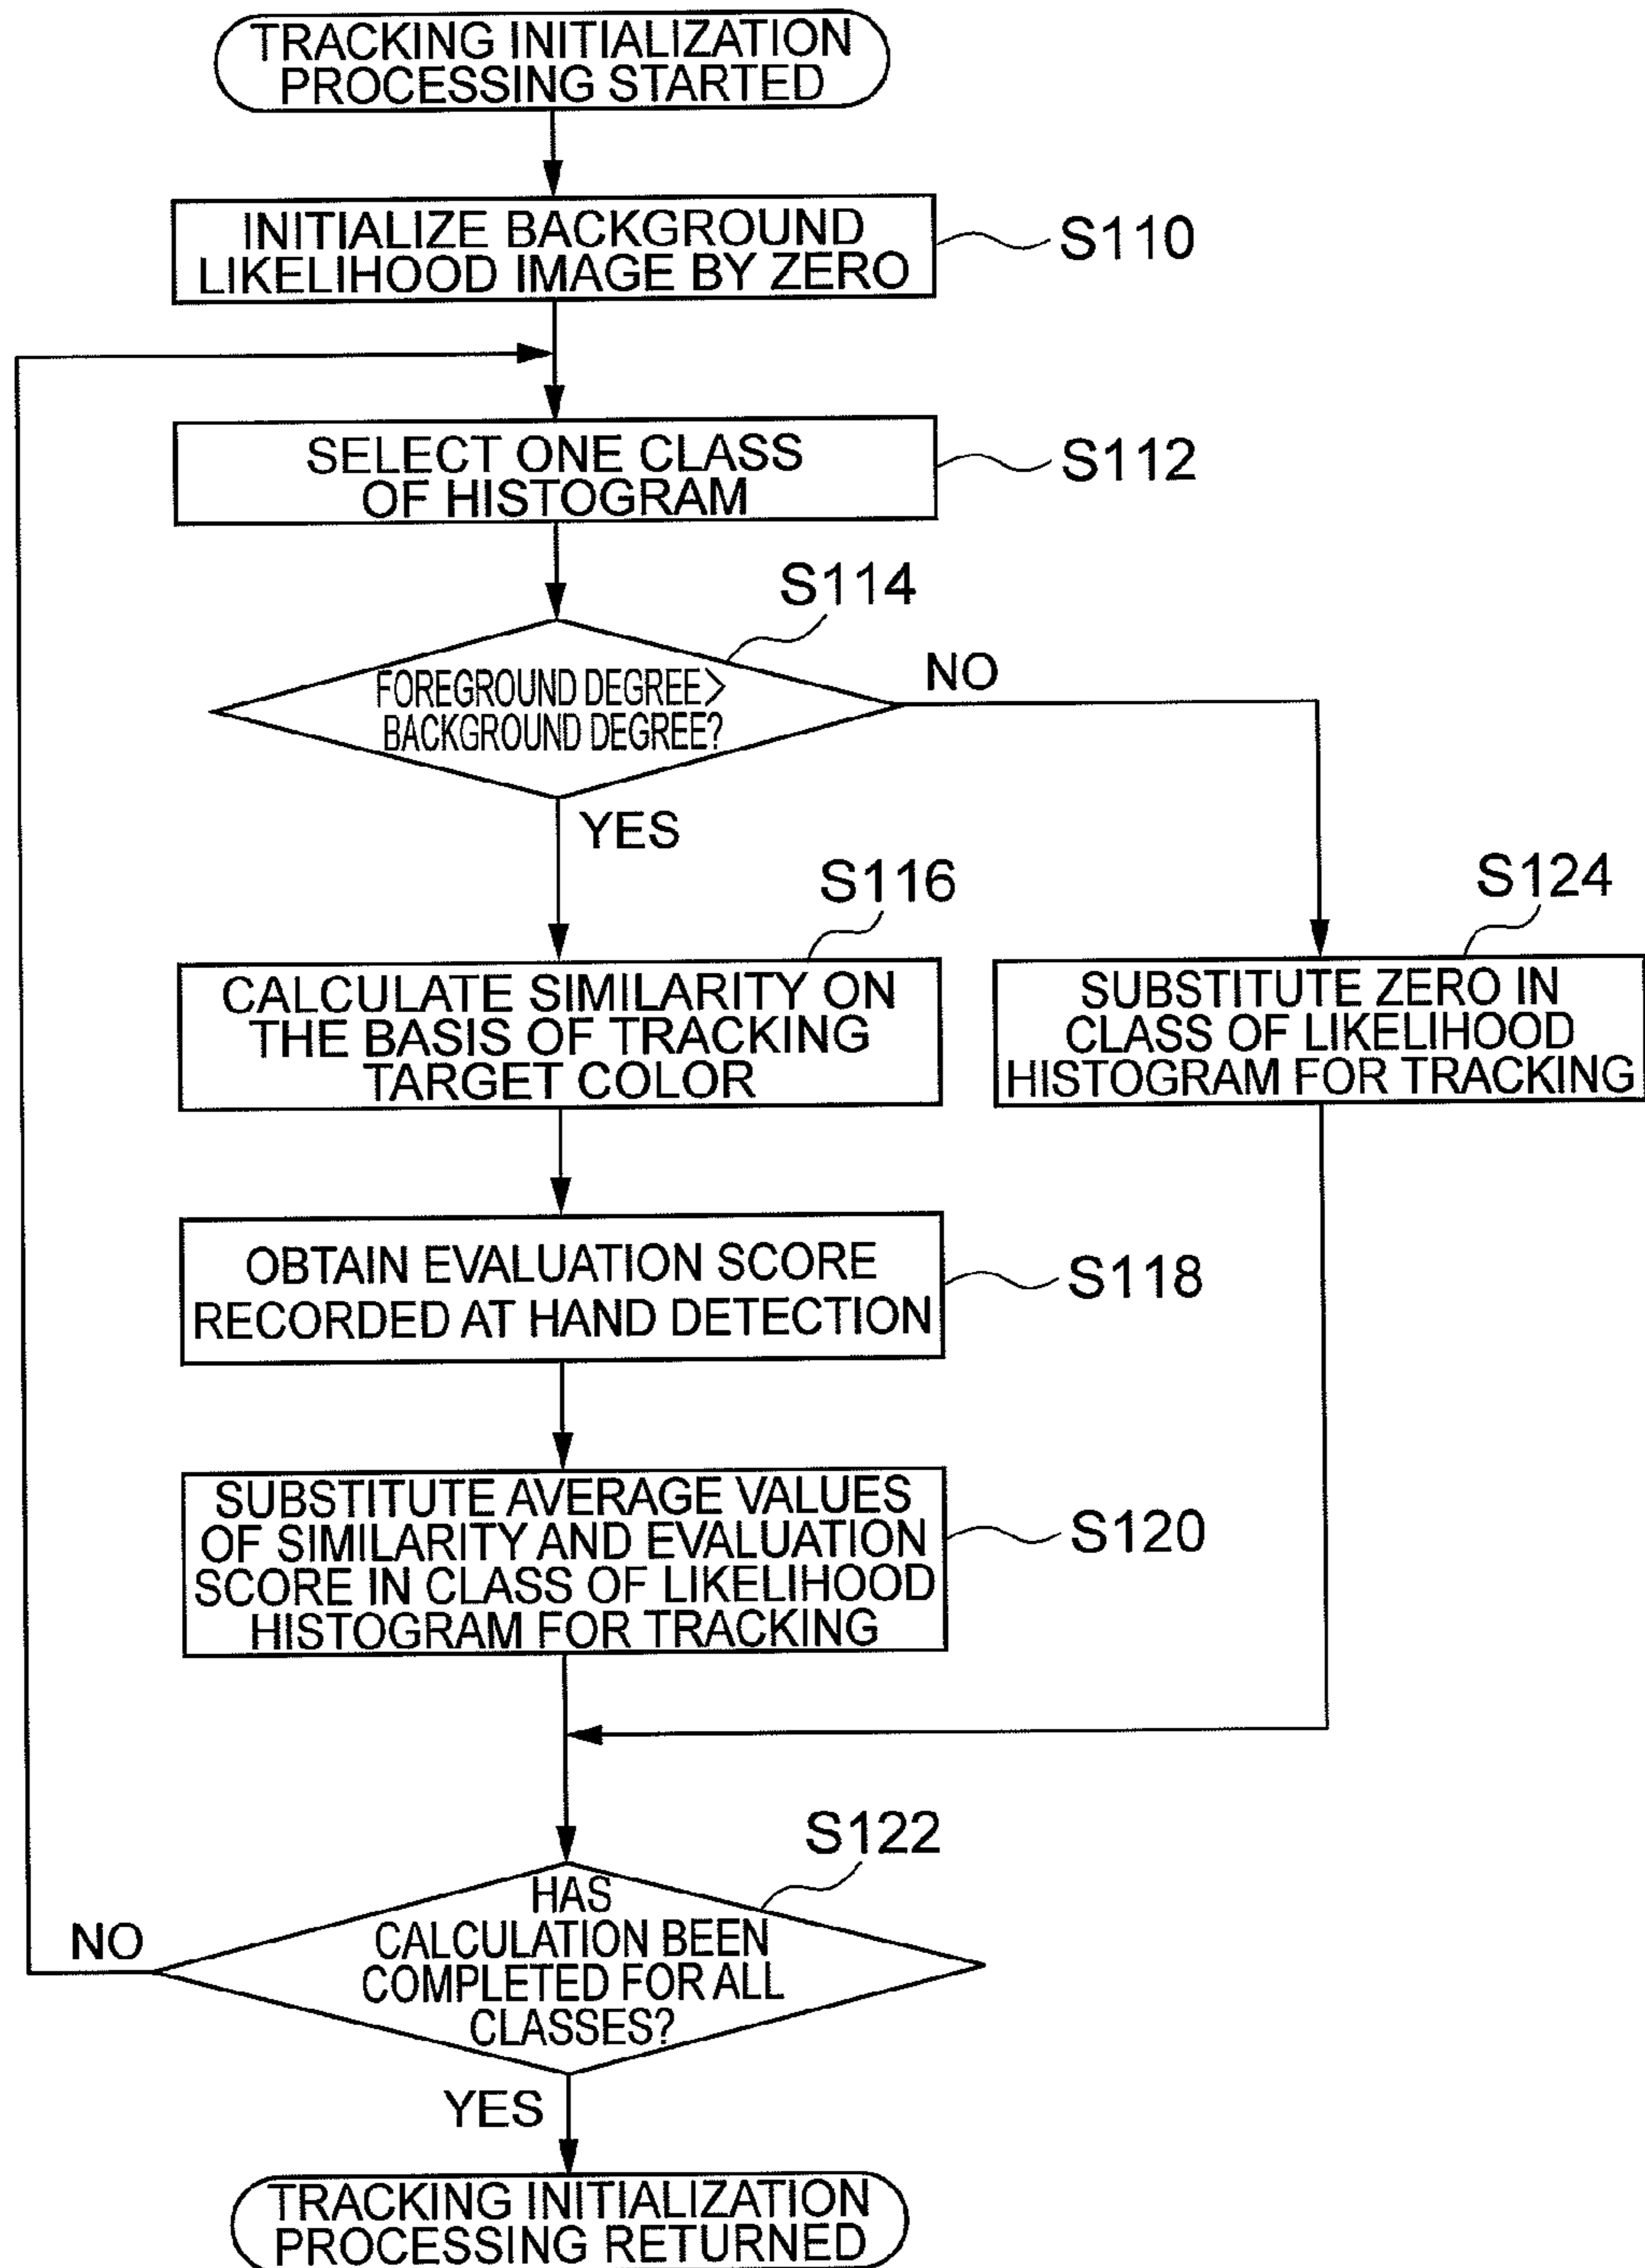 TRACKING INITIALIZATION
PROCESSING STARTED
INITIALIZE BACKGROUND
LIKELIHOOD IMAGE BY ZERO
S110
SELECT ONE CLASS
OF HISTOGRAM
S112
S114
FOREGROUND DEGREE>
BACKGROUND DEGREE?
NO
YES
S116
CALCULATE SIMILARITY ON
THE BASIS OF TRACKING
TARGET COLOR
S124
SUBSTITUTE ZERO IN
CLASS OF LIKELIHOOD
HISTOGRAM FOR TRACKING
OBTAIN EVALUATION SCORE
RECORDED AT HAND DETECTION
S118
SUBSTITUTE AVERAGE VALUES
OF SIMILARITY AND EVALUATION
SCORE IN CLASS OF LIKELIHOOD
HISTOGRAM FOR TRACKING
S120
S122
HAS
CALCULATION BEEN
COMPLETED FOR ALL
CLASSES?
NO
YES
TRACKING INITIALIZATION
PROCESSING RETURNED